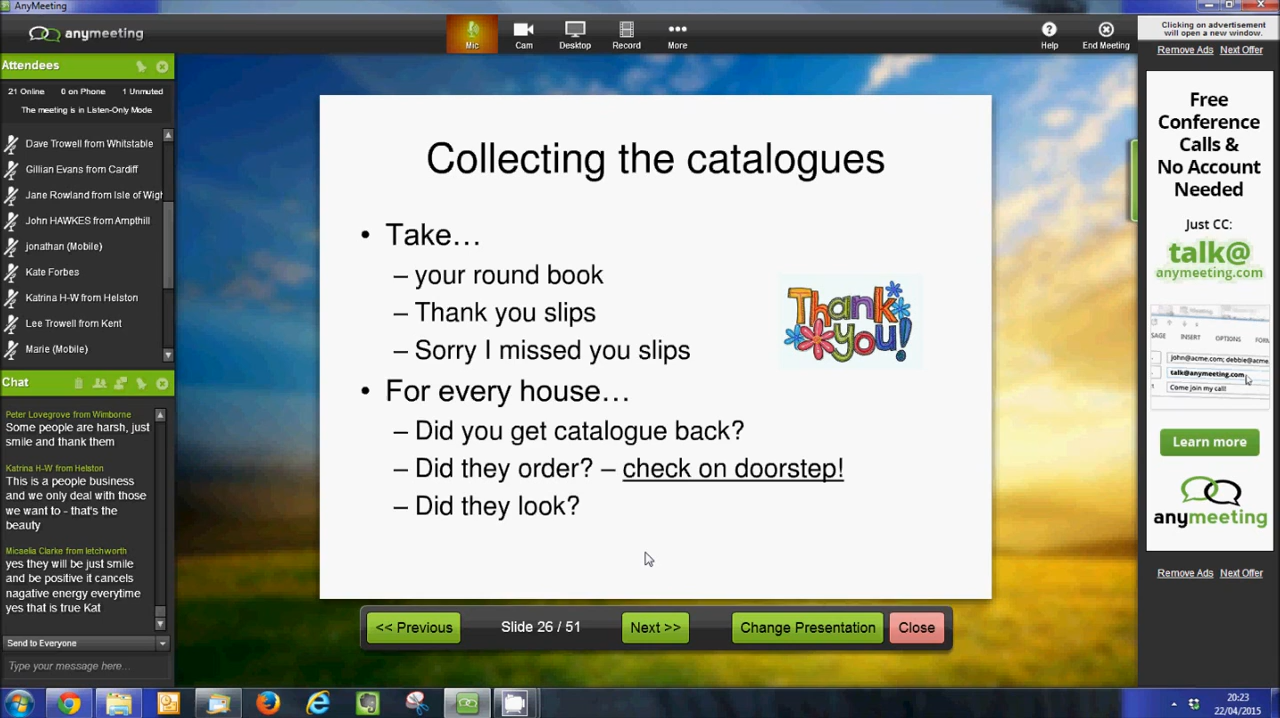 AnyMeeting
anymeeting
Mic
Cam
Desktop
Record
More
Help
End Meeting
Clicking on advertisement
will open a new window.
Remove Ads Next Offer
Attendees
21 Online 0 on Phone 1 Unmuted
The meeting is in Listen-Only Mode
Dave Trowell from Whitstable
Gillian Evans from Cardiff
Jane Rowland from Isle of Wigh
John HAWKES from Ampthill
jonathan (Mobile)
Kate Forbes
Katrina H-W from Helston
Lee Trowell from Kent
Marie (Mobile)
Chat
Peter Lovegrove from Wimborne
Some people are harsh, just
smile and thank them
Katrina H-W from Helston
This is a people business
and we only deal with those
we want to - that's the
beauty
Micaelia Clarke from letchworth
yes they will be just smile
and be positive it cancels
nagative energy everytime
yes that is true Kat
Send to Everyone
Type your message here...
Collecting the catalogues
• Take…
– your round book
– Thank you slips
– Sorry I missed you slips
Thank
you!
• For every house…
– Did you get catalogue back?
– Did they order? – check on doorstep!
– Did they look?
<< Previous
Slide 26 / 51
Next >>
Change Presentation
Close
Free
Conference
Calls &
No Account
Needed
Just CC:
talk@
anymeeting.com
INSERT OPTIONS
john@acme.com; debbie@acme.
talk@anymeeting.com
Come join my call!
Learn more
anymeeting
Remove Ads Next Offer
20:23
22/04/2015